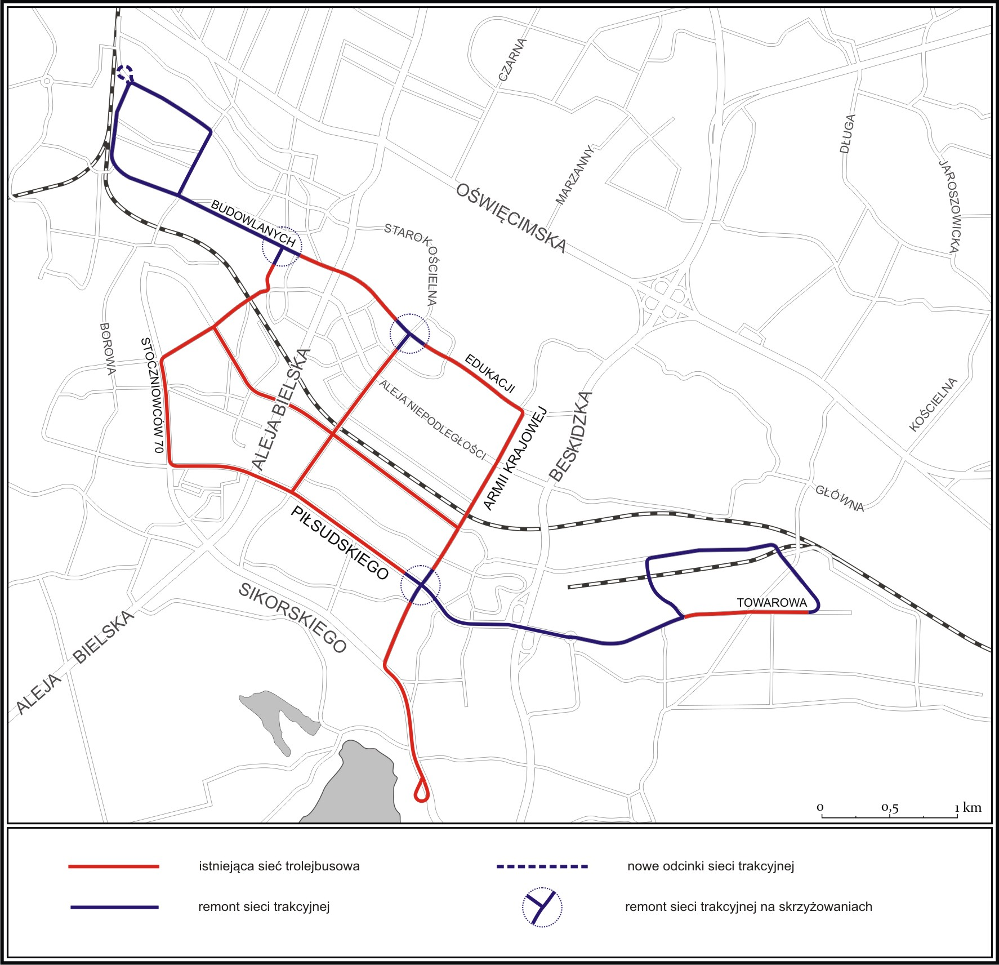 CZARNA
DŁUGA
MARZANNY
JAROSZOWICKA
OŚWIĘCIMSKA
BUDOWLANYCH
STAROKOŚCIELNA
BOROWA
STOCZNIOWCÓW 70
ALEJA BIELSKA
EDUKACJI
ALEJA NIEPODLEGŁOŚCI
ARMII KRAJOWEJ
BESKIDZKA
KOŚCIELNA
GŁÓWNA
PIŁSUDSKIEGO
SIKORSKIEGO
TOWAROWA
ALEJA BIELSKA
0 0,5 1 km
istniejąca sieć trolejbusowa
nowe odcinki sieci trakcyjnej
remont sieci trakcyjnej
remont sieci trakcyjnej na skrzyżowaniach